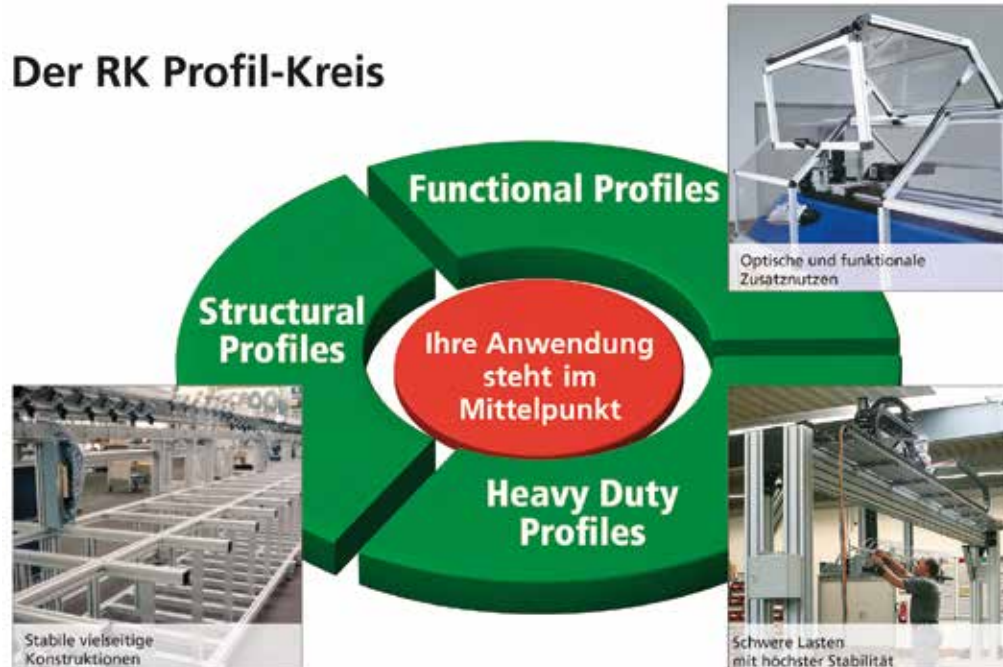 Der RK Profil-Kreis
Functional Profiles
Optische und funktionale
Zusatznutzen
Structural
Profiles
Ihre Anwendung
steht im
Mittelpunkt
Heavy Duty
Profiles
Stabile vielseitige
Konstruktionen
Schwere Lasten
mit höchster Stabilität